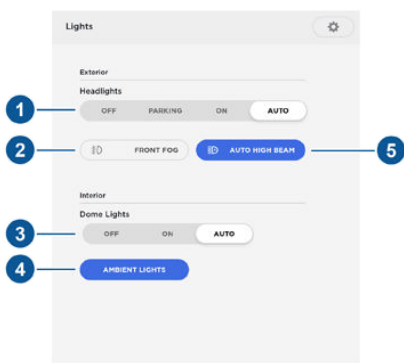 Lights
Exterior
Headlights
1 OFF PARKING ON AUTO
2 FRONT FOG AUTO HIGH BEAM 5
Interior
Dome Lights
3 OFF ON AUTO
4 AMBIENT LIGHTS